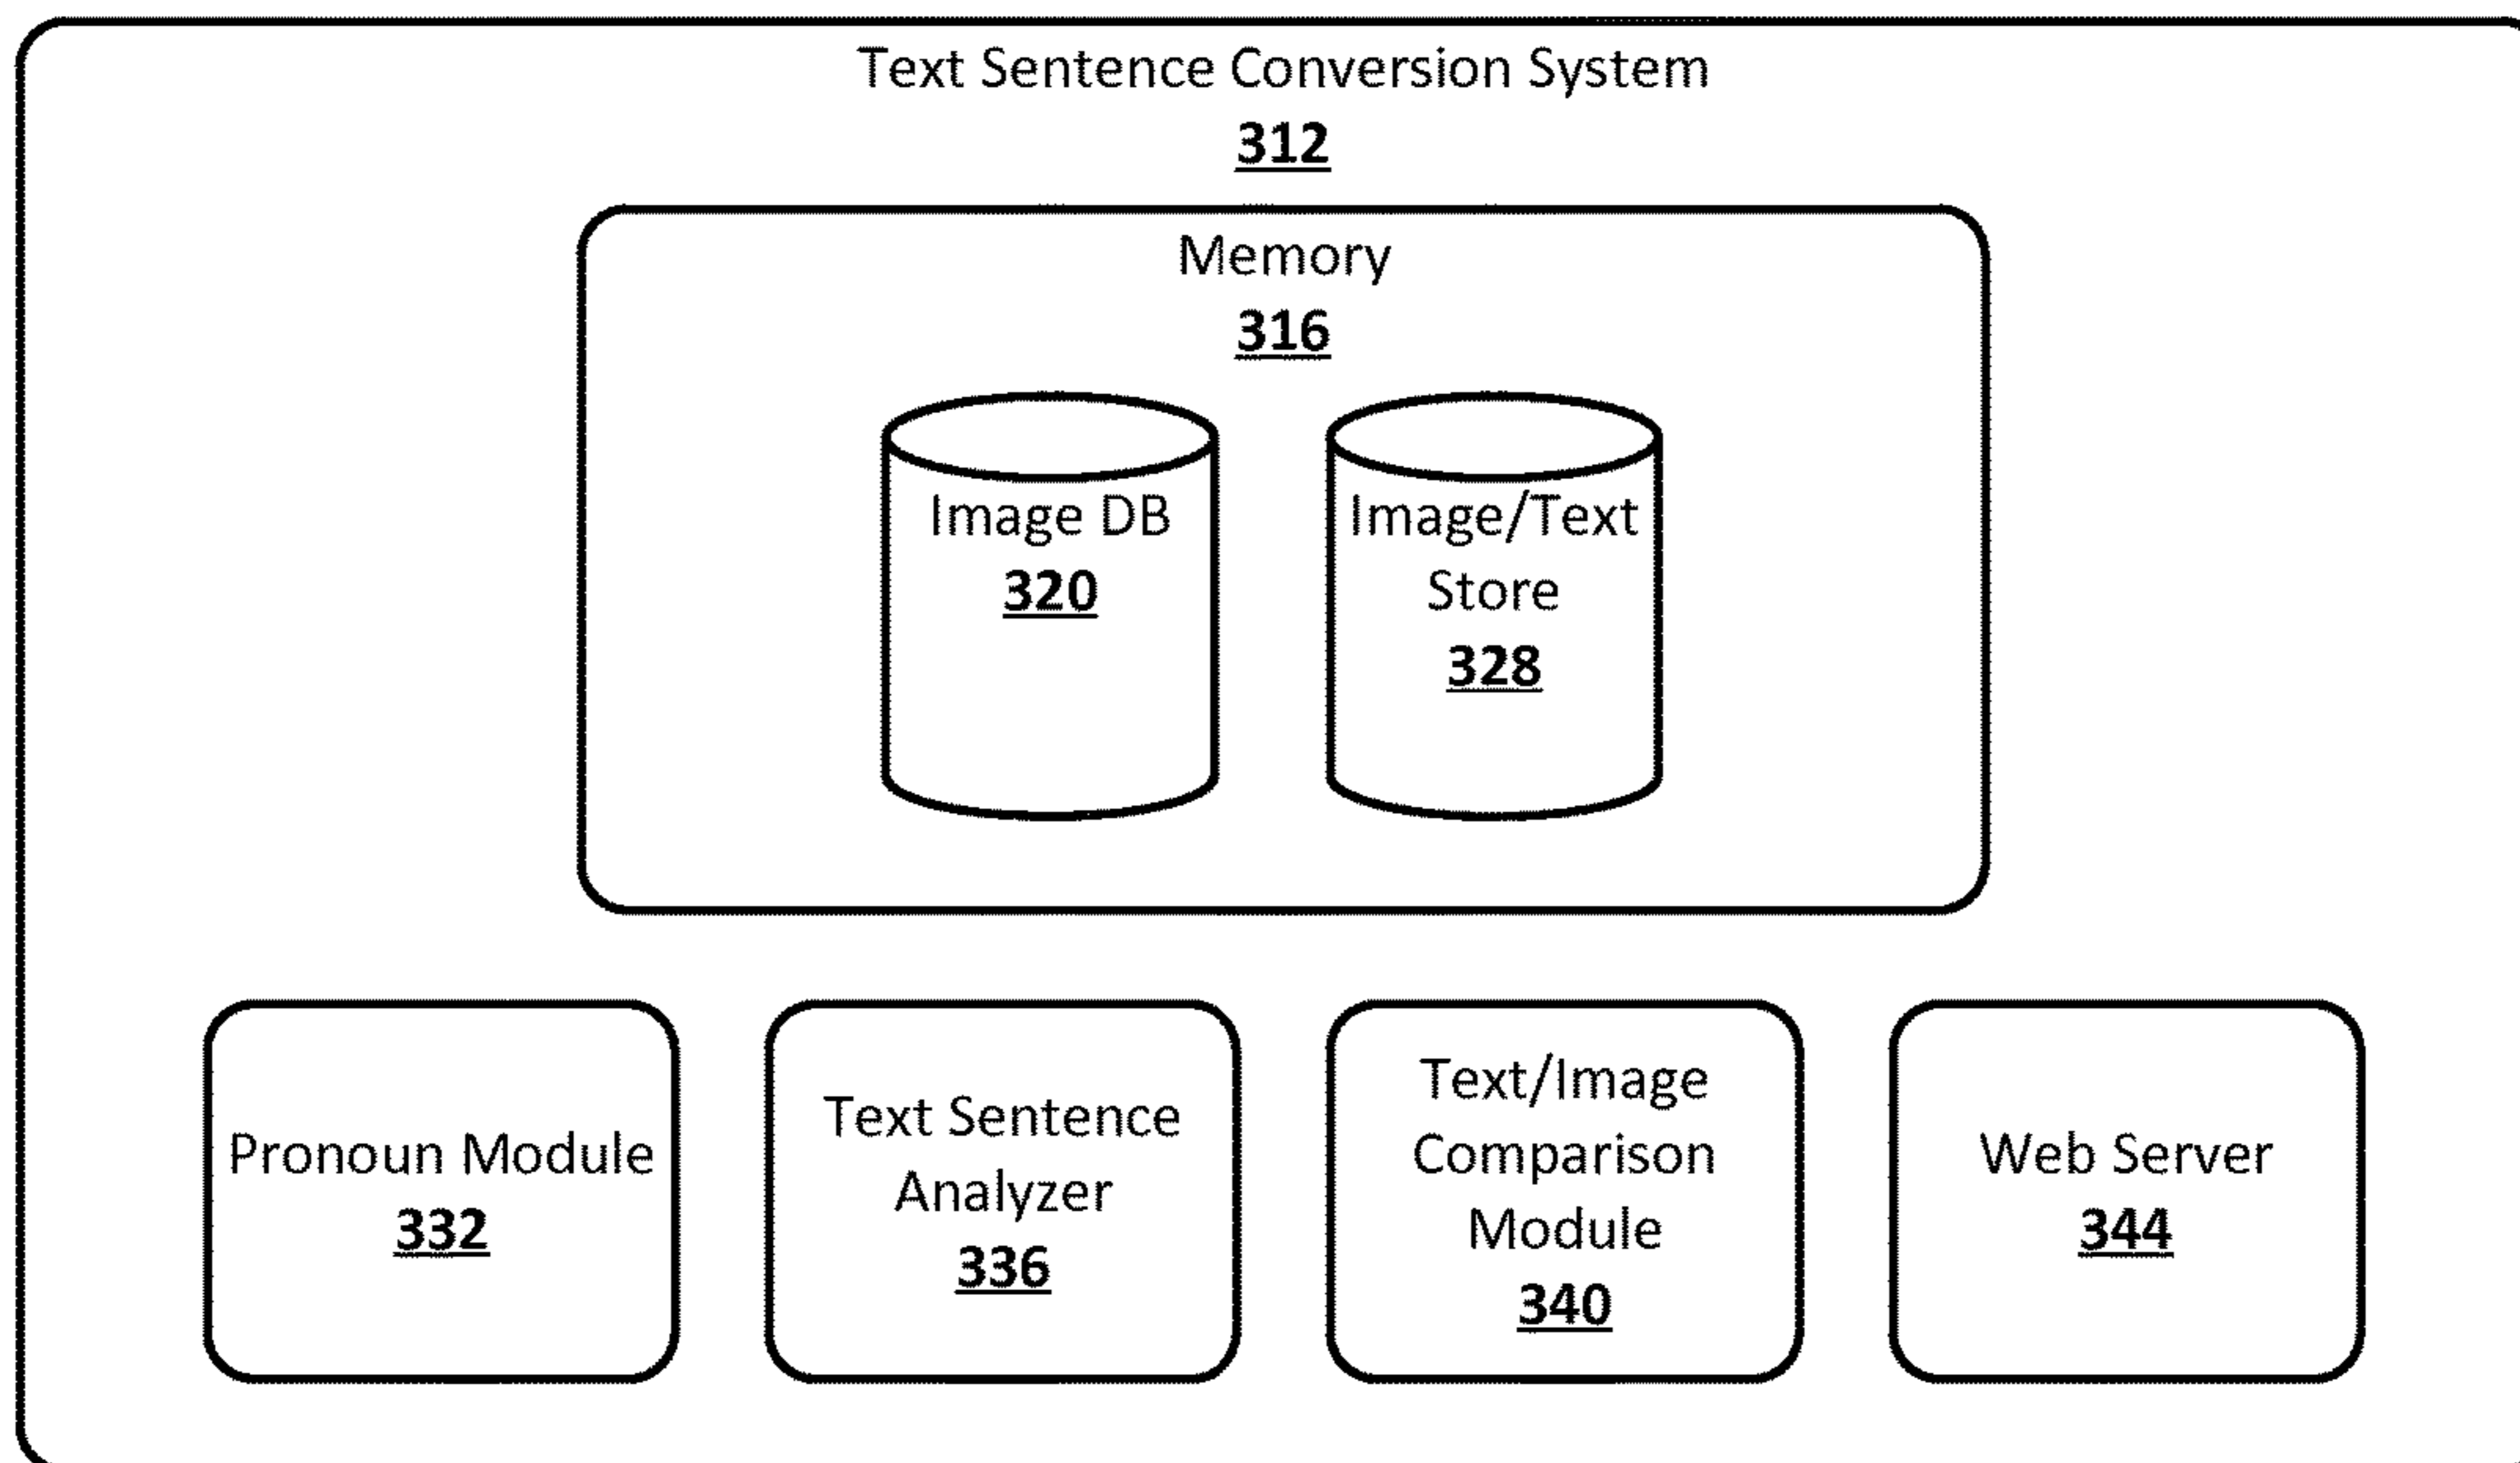 Text Sentence Conversion System
312
Memory
316
Image DB
320
Image/Text
Store
328
Pronoun Module
332
Text Sentence
Analyzer
336
Text/Image
Comparison
Module
340
Web Server
344